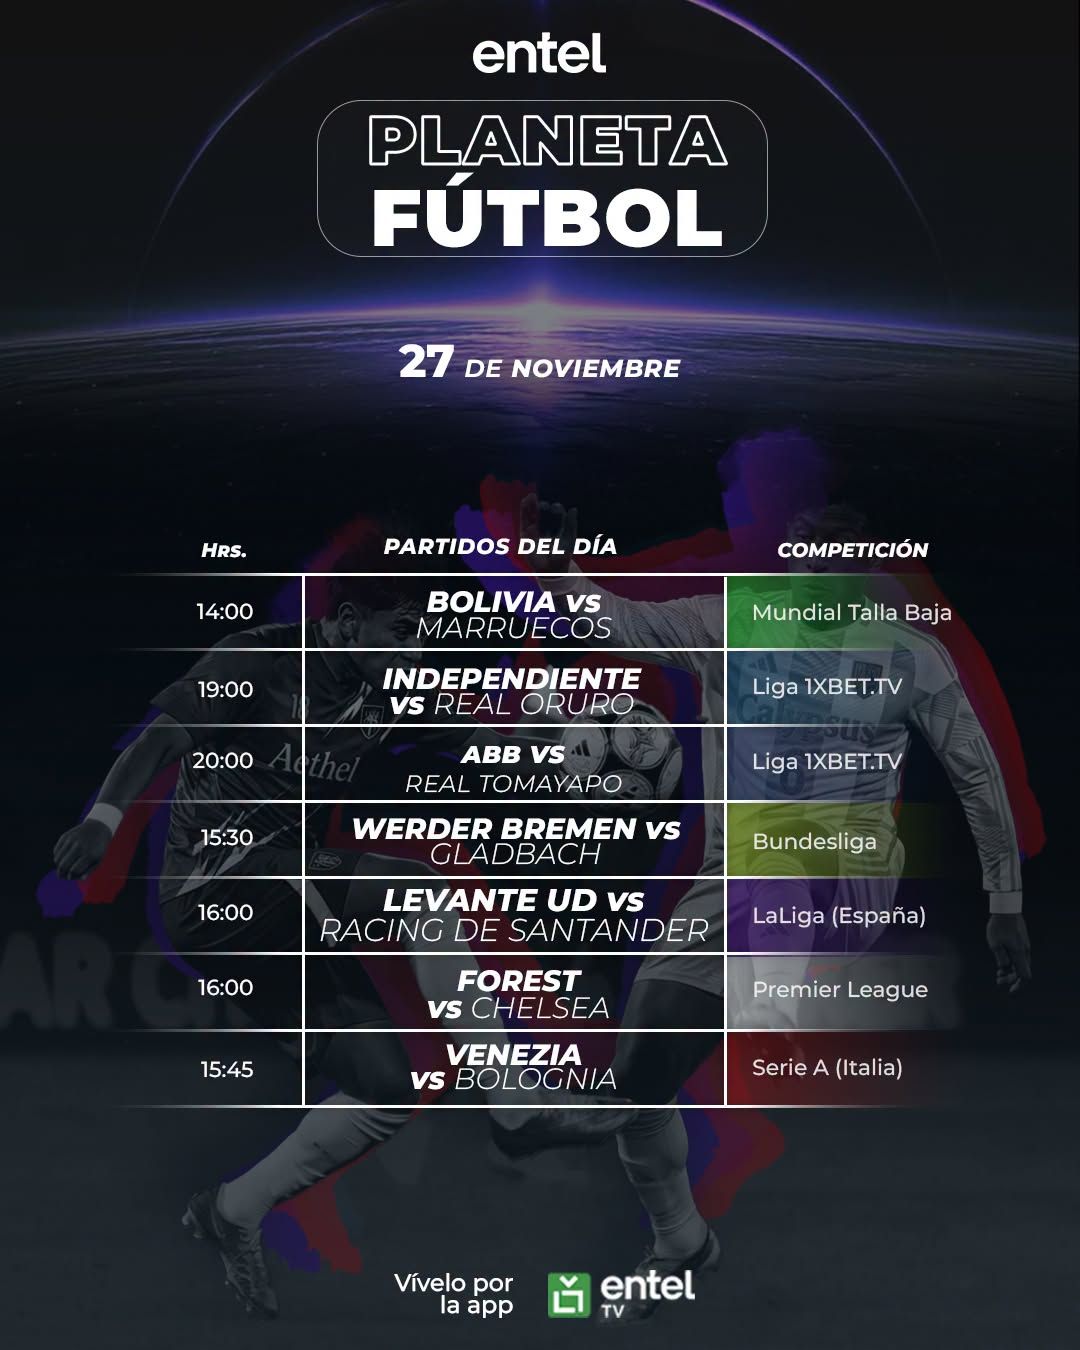 entel
PLANETA
FÚTBOL
27 DE NOVIEMBRE
HRS.
PARTIDOS DEL DÍA
COMPETICIÓN
14:00
BOLIVIA VS
MARRUECOS
Mundial Talla Baja
19:00
INDEPENDIENTE
VS REAL ORURO
Liga 1XBET.TV
20:00
ABB VS
REAL TOMAYAPO
Liga 1XBET.TV
15:30
WERDER BREMEN VS
GLADBACH
Bundesliga
16:00
LEVANTE UD VS
RACING DE SANTANDER
LaLiga (España)
16:00
FOREST
VS CHELSEA
Premier League
15:45
VENEZIA
VS BOLOGNIA
Serie A (Italia)
Aethel
18
Calypsus
Vívelo por
la app
entel
TV